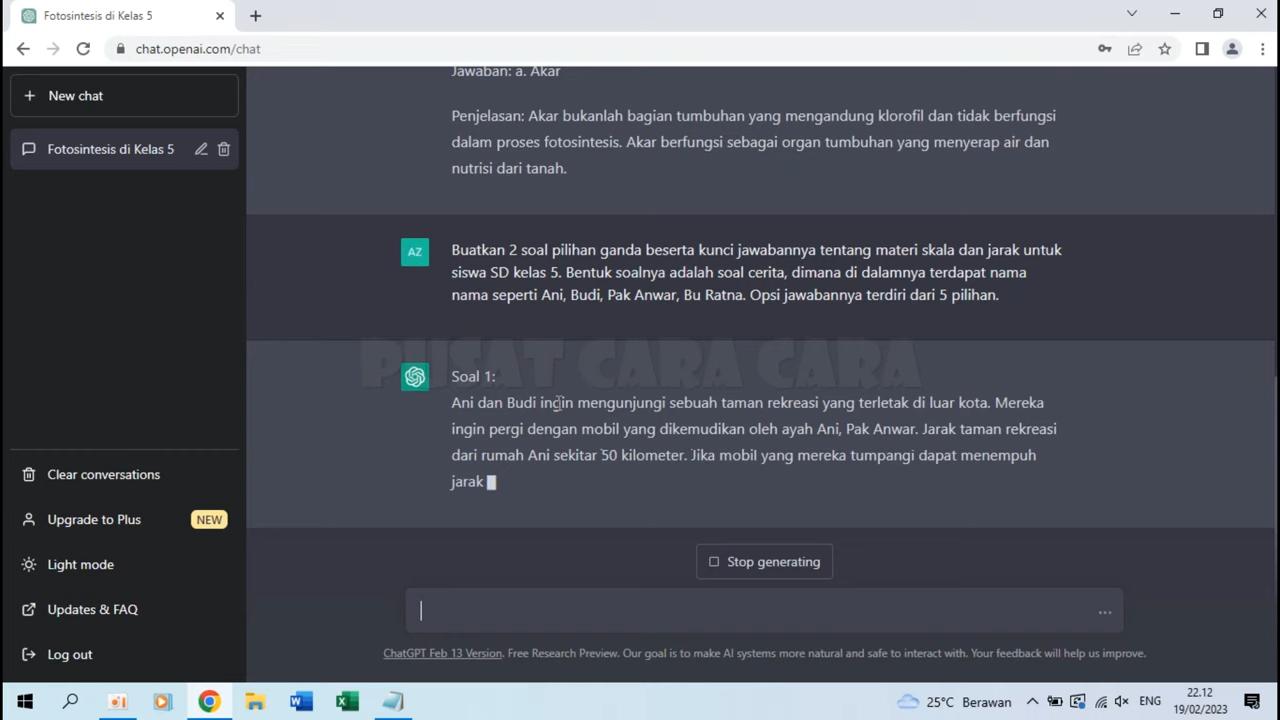 Fotosintesis di Kelas 5
chat.openai.com/chat
New chat
Fotosintesis di Kelas 5
Jawaban: a. Akar
Penjelasan: Akar bukanlah bagian tumbuhan yang mengandung klorofil dan tidak berfungsi
dalam proses fotosintesis. Akar berfungsi sebagai organ tumbuhan yang menyerap air dan
nutrisi dari tanah.
AZ
Buatkan 2 soal pilihan ganda beserta kunci jawabannya tentang materi skala dan jarak untuk
siswa SD kelas 5. Bentuk soalnya adalah soal cerita, dimana di dalamnya terdapat nama
nama seperti Ani, Budi, Pak Anwar, Bu Ratna. Opsi jawabannya terdiri dari 5 pilihan.
PUSAT CARA CARA
Soal 1:
Ani dan Budi ingin mengunjungi sebuah taman rekreasi yang terletak di luar kota. Mereka
ingin pergi dengan mobil yang dikemudikan oleh ayah Ani, Pak Anwar. Jarak taman rekreasi
dari rumah Ani sekitar 50 kilometer. Jika mobil yang mereka tumpangi dapat menempuh
jarak
Clear conversations
Upgrade to Plus
NEW
Light mode
Updates & FAQ
Log out
Stop generating
ChatGPT Feb 13 Version. Free Research Preview. Our goal is to make AI systems more natural and safe to interact with. Your feedback will help us improve.
25°C Berawan
ENG
22.12
19/02/2023